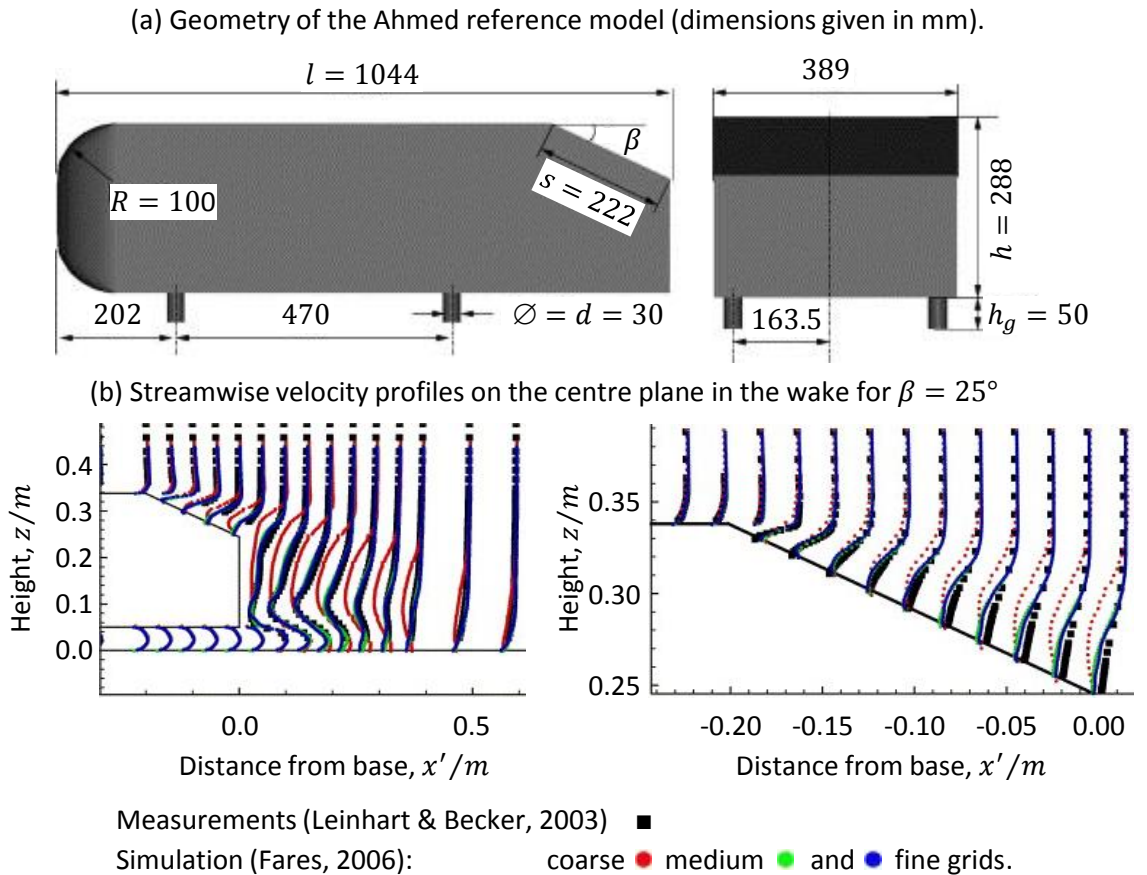 (a) Geometry of the Ahmed reference model (dimensions given in mm).
l = 1044
389
β
s = 222
R = 100
h = 288
202
470
∅ = d = 30
163.5
h_g = 50
(b) Streamwise velocity profiles on the centre plane in the wake for β = 25°
Height, z/m
0.4
0.3
0.2
0.1
0.0
0.0
0.5
Distance from base, x′/m
Height, z/m
0.35
0.30
0.25
-0.20
-0.15
-0.10
-0.05
0.00
Distance from base, x′/m
Measurements (Leinhart & Becker, 2003)
Simulation (Fares, 2006): coarse medium and fine grids.